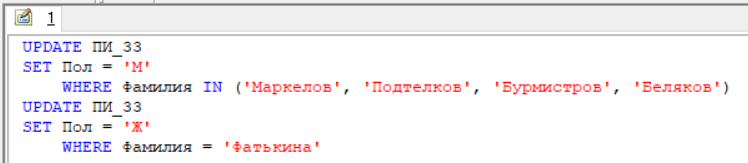 1
UPDATE ПИ_33
SET Пол = 'М'
WHERE Фамилия IN ('Маркелов', 'Подтелков', 'Бурмистров', 'Беляков')
UPDATE ПИ_33
SET Пол = 'Ж'
WHERE Фамилия = 'Фатькина'